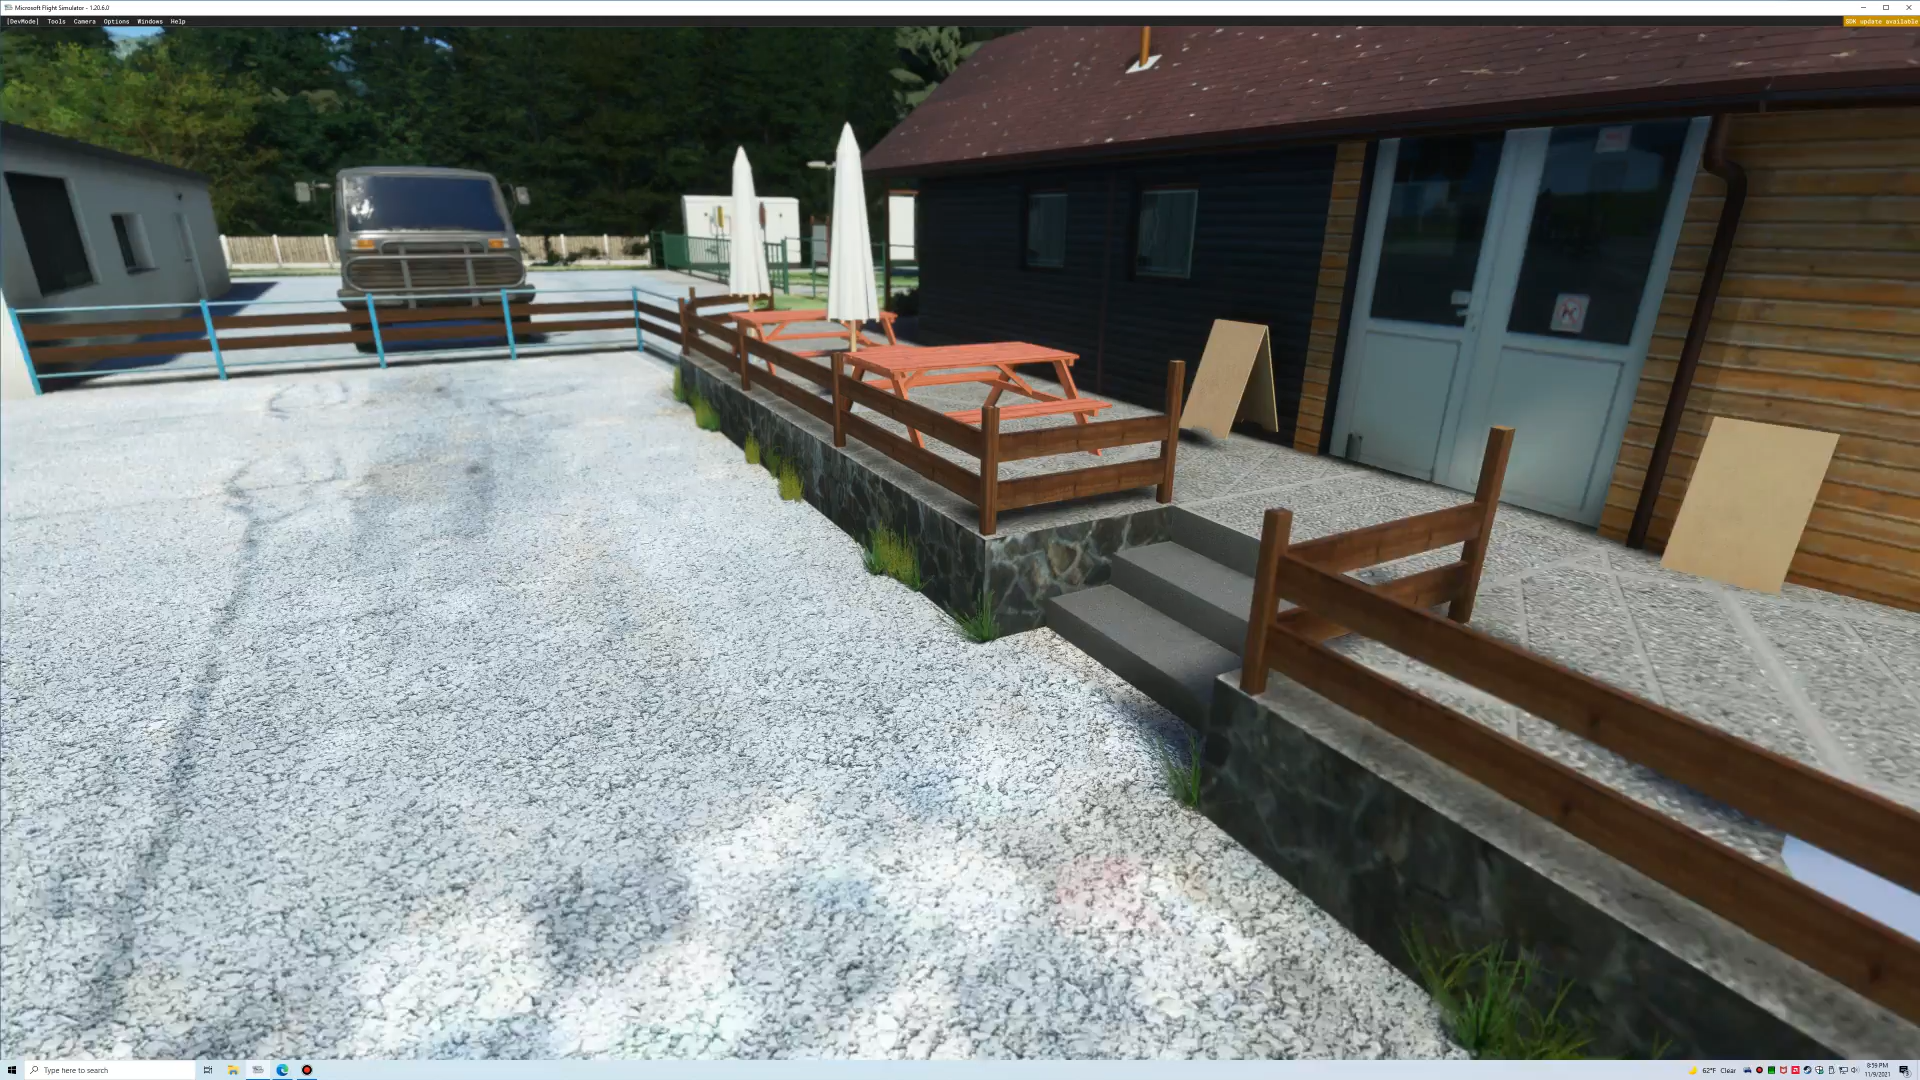 Microsoft Flight Simulator - 1.20.6.0
[DevMode] Tools Camera Options Windows Help
SDK update available
Type here to search
62°F Clear
8:59 PM
11/9/2021